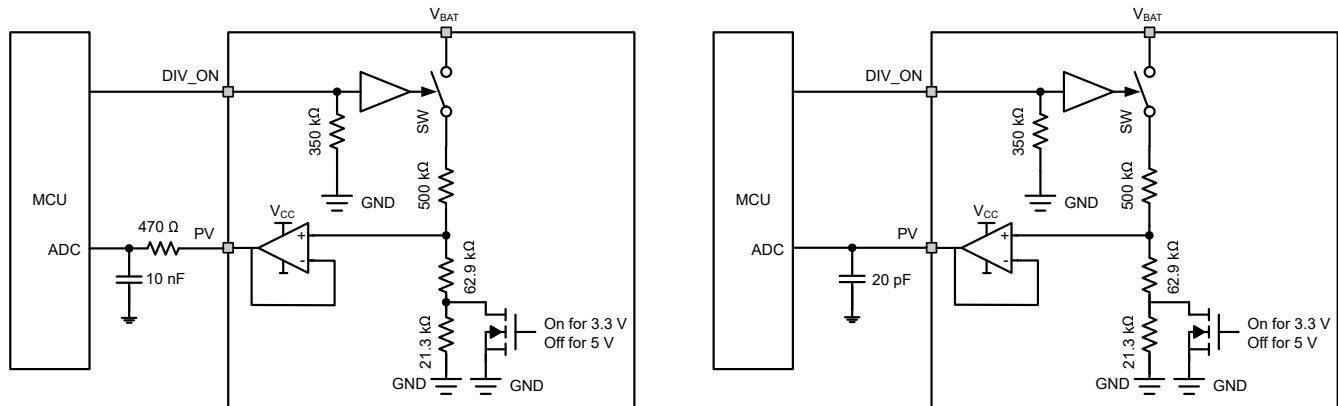 VBAT
DIV_ON
SW
350 kΩ
GND
500 kΩ
MCU
VCC
470 Ω
PV
+
-
ADC
10 nF
62.9 kΩ
On for 3.3 V
Off for 5 V
21.3 kΩ
GND
GND
VBAT
DIV_ON
SW
350 kΩ
GND
500 kΩ
MCU
VCC
PV
+
-
ADC
20 pF
62.9 kΩ
On for 3.3 V
Off for 5 V
21.3 kΩ
GND
GND